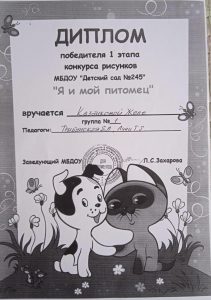 ДИПЛОМ
победителя 1 этапа
конкурса рисунков
МБДОУ "Детский сад №245"
"Я и мой питомец"
вручается
группа № 1
Педагоги:
Заведующий МБДОУ П.С.Захарова